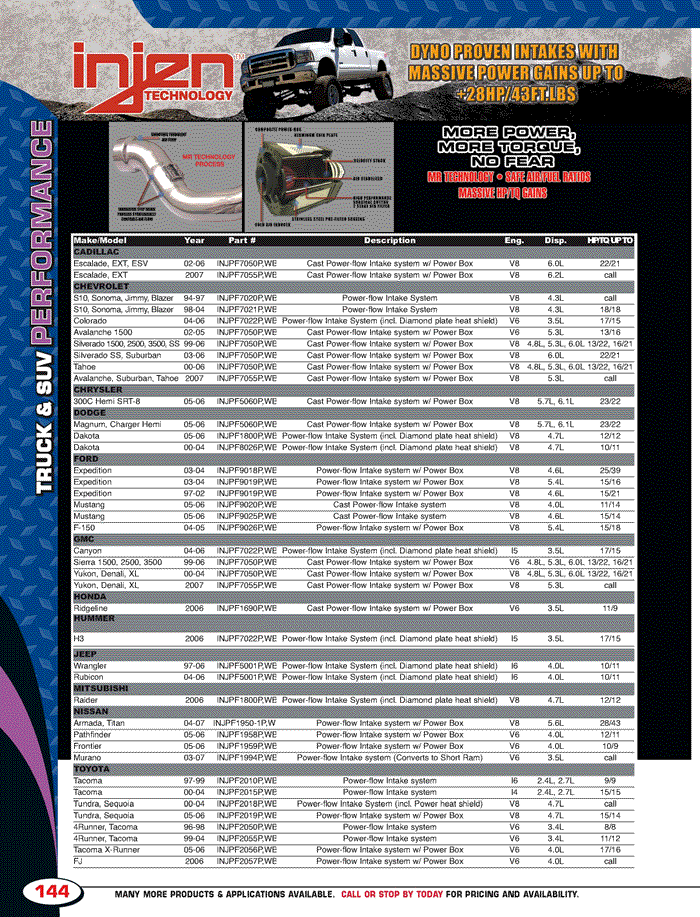 injen
TECHNOLOGY
DYNO PROVEN INTAKES WITH
MASSIVE POWER GAINS UP TO
+28HP/43FT.LBS
TRUCK & SUV PERFORMANCE
MR TECHNOLOGY
PROCESS
COMPOSITE POWER-BOX
ALUMINUM COIN PLATE
VELOCITY STACK
AIR STABILIZER
HIGH PERFORMANCE
MORE POWER,
MORE TORQUE,
NO FEAR
MR TECHNOLOGY • SAFE AIR/FUEL RATIOS
MASSIVE HP/TQ GAINS
Make/Model Year Part # Description Eng. Disp. HP/TQ UP TO
CADILLAC
Escalade, EXT, ESV 02-06 INJPF7050P,WE Cast Power-flow Intake system w/ Power Box V8 6.0L 22/21
Escalade, EXT 2007 INJPF7055P,WE Cast Power-flow Intake system w/ Power Box V8 6.2L call
CHEVROLET
S10, Sonoma, Jimmy, Blazer 94-97 INJPF7020P,WE Power-flow Intake System V8 4.3L call
S10, Sonoma, Jimmy, Blazer 98-04 INJPF7021P,WE Power-flow Intake System V8 4.3L 18/18
Colorado 04-06 INJPF7022P,WE Power-flow Intake System (incl. Diamond plate heat shield) V6 3.5L 17/15
Avalanche 1500 02-05 INJPF7050P,WE Cast Power-flow Intake system w/ Power Box V6 5.3L 13/16
Silverado 1500, 2500, 3500, SS 99-06 INJPF7050P,WE Cast Power-flow Intake system w/ Power Box V8 4.8L, 5.3L, 6.0L 13/22, 16/21
Silverado SS, Suburban 03-06 INJPF7050P,WE Cast Power-flow Intake system w/ Power Box V8 6.0L 22/21
Tahoe 00-06 INJPF7050P,WE Cast Power-flow Intake system w/ Power Box V8 4.8L, 5.3L, 6.0L 13/22, 16/21
Avalanche, Suburban, Tahoe 2007 INJPF7055P,WE Cast Power-flow Intake system w/ Power Box V8 5.3L call
CHRYSLER
300C Hemi SRT-8 05-06 INJPF5060P,WE Cast Power-flow Intake system w/ Power Box V8 5.7L, 6.1L 23/22
DODGE
Magnum, Charger Hemi 05-06 INJPF5060P,WE Cast Power-flow Intake system w/ Power Box V8 5.7L, 6.1L 23/22
Dakota 05-06 INJPF1800P,WE Power-flow Intake System (incl. Diamond plate heat shield) V8 4.7L 12/12
Dakota 00-04 INJPF8026P,WE Power-flow Intake System (incl. Diamond plate heat shield) V8 4.7L 10/11
FORD
Expedition 03-04 INJPF9018P,WE Power-flow Intake system w/ Power Box V8 4.6L 25/39
Expedition 03-04 INJPF9019P,WE Power-flow Intake system w/ Power Box V8 5.4L 15/16
Expedition 97-02 INJPF9019P,WE Power-flow Intake system w/ Power Box V8 4.6L 15/21
Mustang 05-06 INJPF9020P,WE Cast Power-flow Intake system V8 4.0L 11/14
Mustang 05-06 INJPF9025P,WE Cast Power-flow Intake system V8 4.6L 15/14
F-150 04-05 INJPF9026P,WE Power-flow Intake system w/ Power Box V8 5.4L 15/18
GMC
Canyon 04-06 INJPF7022P,WE Power-flow Intake System (incl. Diamond plate heat shield) I5 3.5L 17/15
Sierra 1500, 2500, 3500 99-06 INJPF7050P,WE Cast Power-flow Intake system w/ Power Box V6 4.8L, 5.3L, 6.0L 13/22, 16/21
Yukon, Denali, XL 00-04 INJPF7050P,WE Cast Power-flow Intake system w/ Power Box V8 4.8L, 5.3L, 6.0L 13/22, 16/21
Yukon, Denali, XL 2007 INJPF7055P,WE Cast Power-flow Intake system w/ Power Box V8 5.3L call
HONDA
Ridgeline 2006 INJPF1690P,WE Cast Power-flow Intake system w/ Power Box V6 3.5L 11/9
HUMMER
H3 2006 INJPF7022P,WE Power-flow Intake System (incl. Diamond plate heat shield) I5 3.5L 17/15
JEEP
Wrangler 97-06 INJPF5001P,WE Power-flow Intake System (incl. Diamond plate heat shield) I6 4.0L 10/11
Rubicon 04-06 INJPF5001P,WE Power-flow Intake System (incl. Diamond plate heat shield) I6 4.0L 10/11
MITSUBISHI
Raider 2006 INJPF1800P,WE Power-flow Intake System (incl. Diamond plate heat shield) V8 4.7L 12/12
NISSAN
Armada, Titan 04-07 INJPF1950-1P,W Power-flow Intake system w/ Power Box V8 5.6L 28/43
Pathfinder 05-06 INJPF1958P,WE Power-flow Intake system w/ Power Box V6 4.0L 12/11
Frontier 05-06 INJPF1959P,WE Power-flow Intake system w/ Power Box V6 4.0L 10/9
Murano 03-07 INJPF1994P,WE Power-flow Intake system (Converts to Short Ram) V6 3.5L call
TOYOTA
Tacoma 97-99 INJPF2010P,WE Power-flow Intake system I6 2.4L, 2.7L 9/9
Tacoma 00-04 INJPF2015P,WE Power-flow Intake system I4 2.4L, 2.7L 15/15
Tundra, Sequoia 00-04 INJPF2018P,WE Power-flow Intake System (incl. Power heat shield) V8 4.7L call
Tundra, Sequoia 05-06 INJPF2019P,WE Power-flow Intake system w/ Power Box V8 4.7L 15/14
4Runner, Tacoma 96-98 INJPF2050P,WE Power-flow Intake system w/ Power Box V6 3.4L 8/8
4Runner, Tacoma 99-04 INJPF2055P,WE Power-flow Intake system w/ Power Box V6 3.4L 11/12
Tacoma X-Runner 05-06 INJPF2056P,WE Power-flow Intake system w/ Power Box V6 4.0L 17/16
FJ 2006 INJPF2057P,WE Power-flow Intake system w/ Power Box V6 4.0L call
144
MANY MORE PRODUCTS & APPLICATIONS AVAILABLE. CALL OR STOP BY TODAY FOR PRICING AND AVAILABILITY.